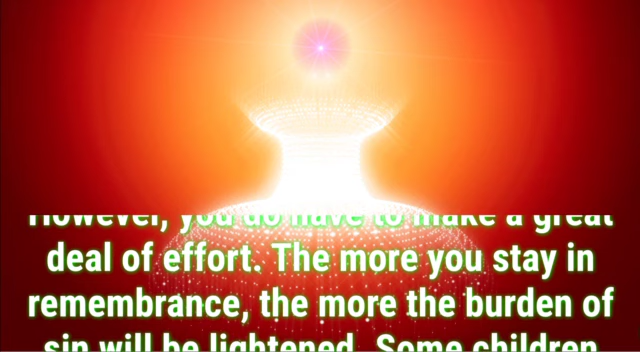 However, you do have to make a great
deal of effort. The more you stay in
remembrance, the more the burden of
sin will be lightened. Some children